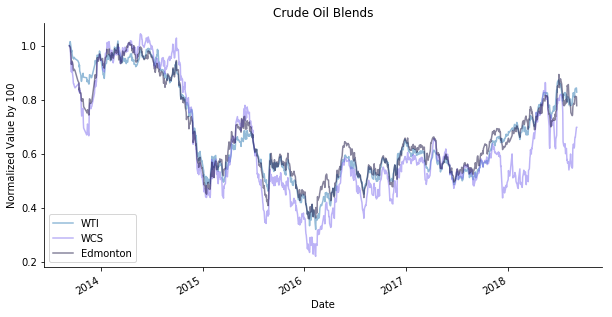 Crude Oil Blends
Normalized Value by 100
1.0
0.8
0.6
0.4
0.2
WTI
WCS
Edmonton
2014
2015
2016
2017
2018
Date